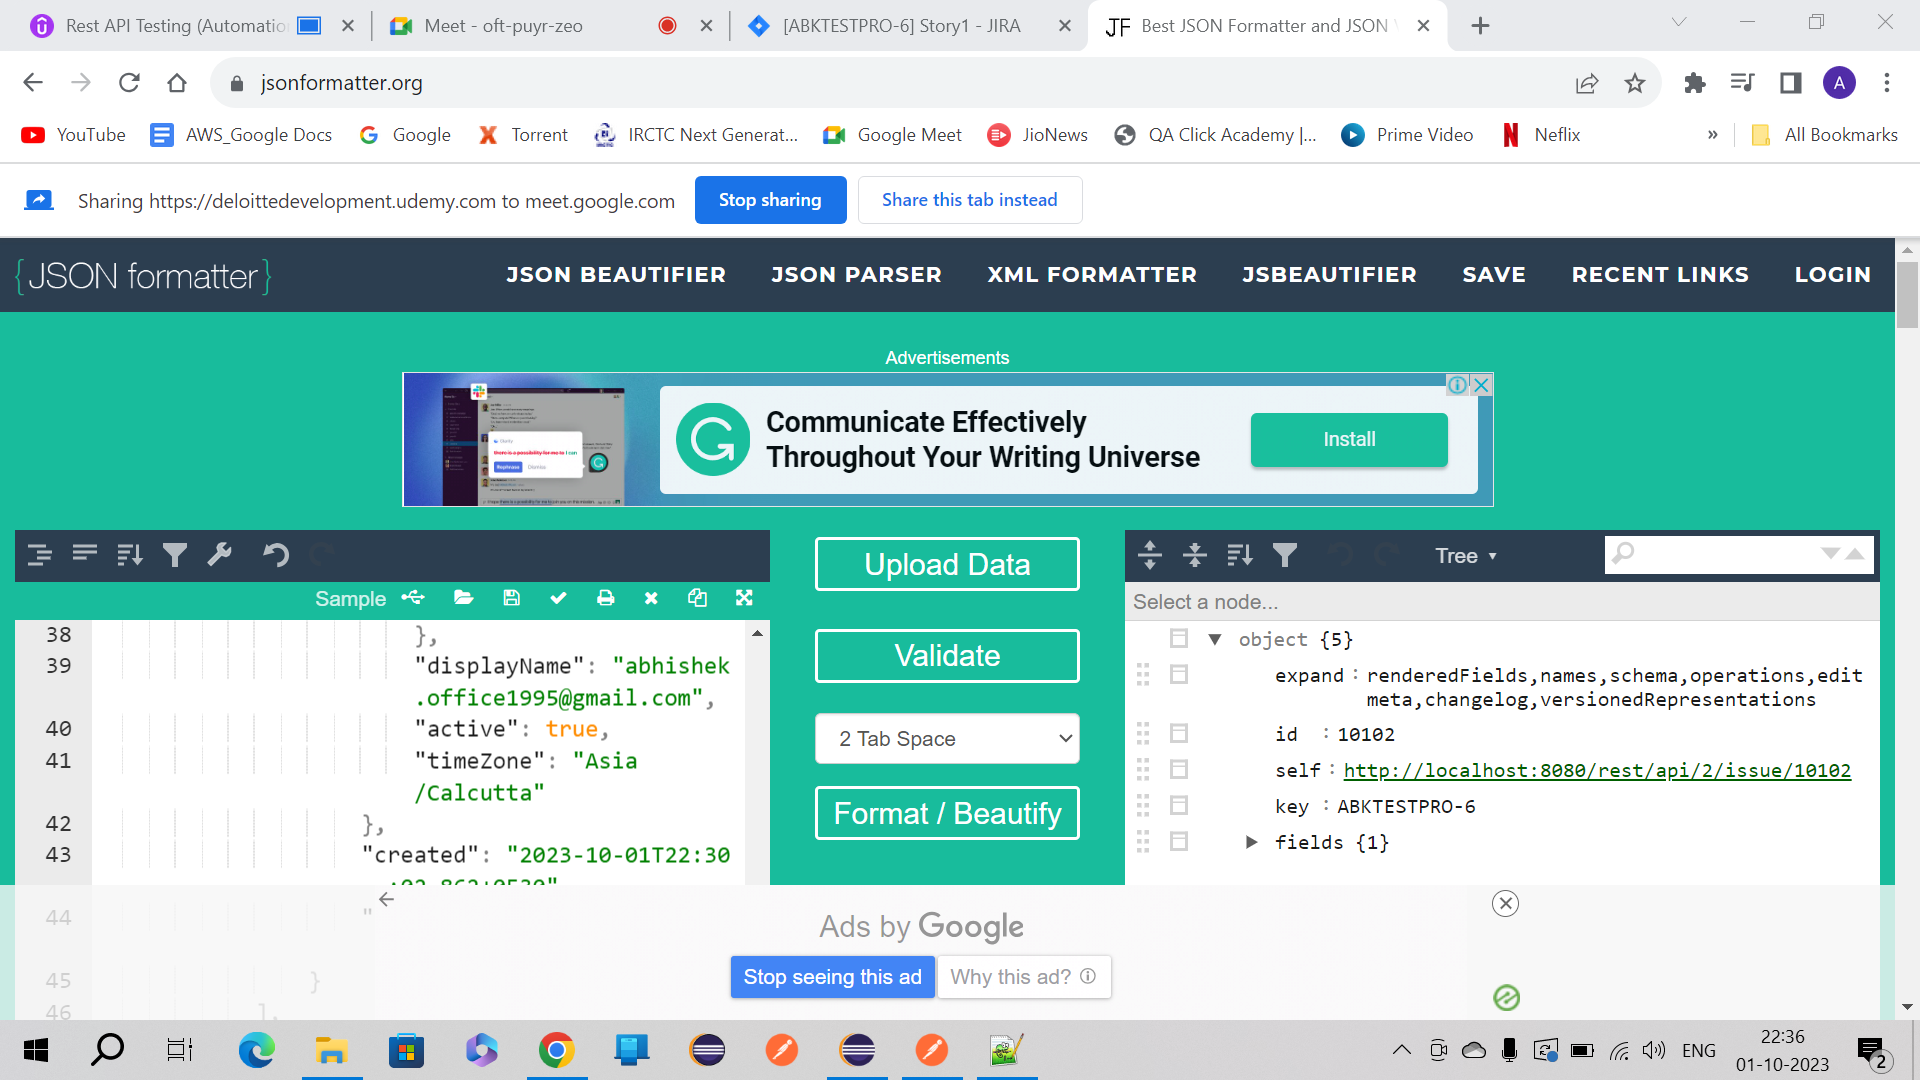 Rest API Testing (Automatio
Meet - oft-puyr-zeo
[ABKTESTPRO-6] Story1 - JIRA
JF Best JSON Formatter and JSON V
jsonformatter.org
A
YouTube
AWS_Google Docs
Google
Torrent
IRCTC Next Generat...
Google Meet
JioNews
QA Click Academy |...
Prime Video
Neflix
»
All Bookmarks
Sharing https://deloittedevelopment.udemy.com to meet.google.com
Stop sharing
Share this tab instead
{JSON formatter}
JSON BEAUTIFIER
JSON PARSER
XML FORMATTER
JSBEAUTIFIER
SAVE
RECENT LINKS
LOGIN
Advertisements
Communicate Effectively
Throughout Your Writing Universe
Install
Sample
38 },
39 "displayName": "abhishek
.office1995@gmail.com",
40 "active": true,
41 "timeZone": "Asia
/Calcutta"
42 },
43 "created": "2023-10-01T22:30
44 "
45 }
46 ],
Upload Data
Validate
2 Tab Space
Format / Beautify
Tree
Select a node...
object {5}
expand : renderedFields,names,schema,operations,edit
meta,changelog,versionedRepresentations
id : 10102
self : http://localhost:8080/rest/api/2/issue/10102
key : ABKTESTPRO-6
fields {1}
Ads by Google
Stop seeing this ad
Why this ad?
ENG
22:36
01-10-2023
2